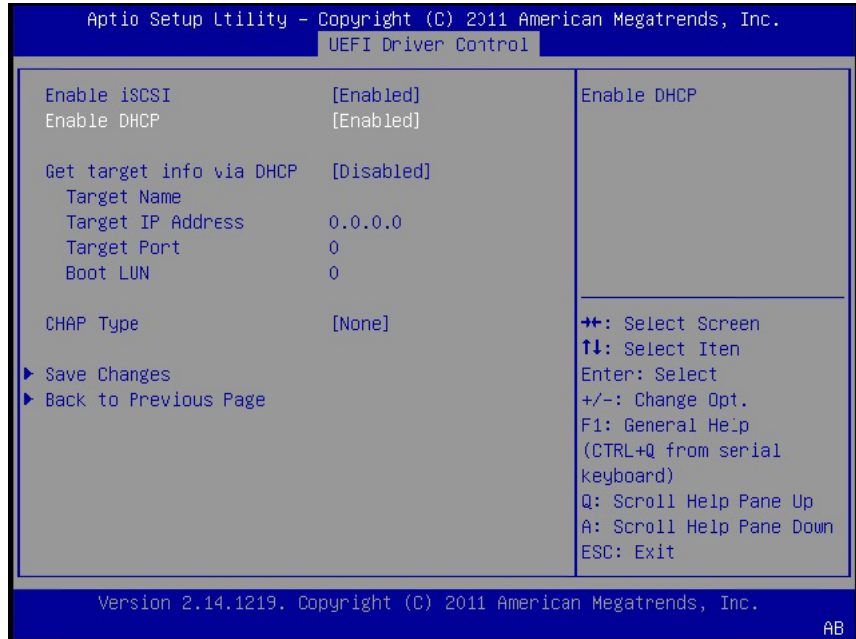 Aptio Setup Utility – Copyright (C) 2011 American Megatrends, Inc.
UEFI Driver Control
Enable iSCSI [Enabled]
Enable DHCP [Enabled]
Get target info via DHCP [Disabled]
Target Name
Target IP Address 0.0.0.0
Target Port 0
Boot LUN 0
CHAP Type [None]
▶ Save Changes
▶ Back to Previous Page
Enable DHCP
→←: Select Screen
↑↓: Select Item
Enter: Select
+/-: Change Opt.
F1: General Help
(CTRL+Q from serial
keyboard)
Q: Scroll Help Pane Up
A: Scroll Help Pane Down
ESC: Exit
Version 2.14.1219. Copyright (C) 2011 American Megatrends, Inc.
AB